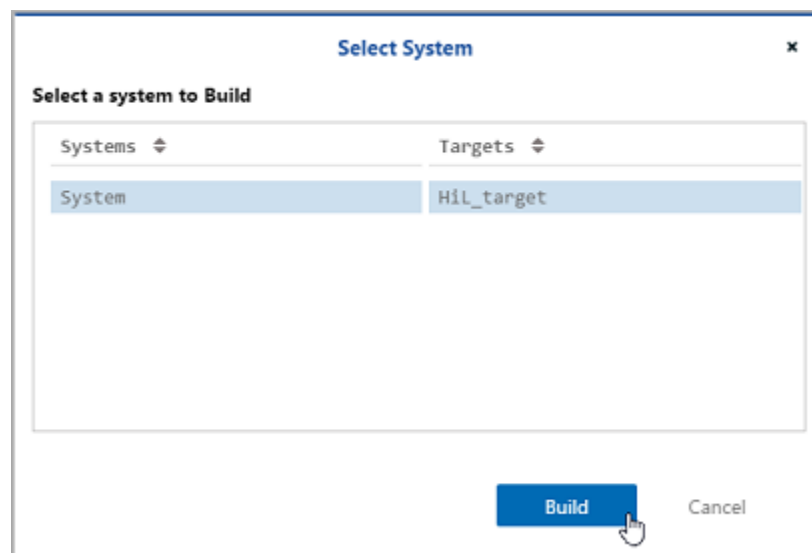 Select System
Select a system to Build
Systems Targets
System HiL_target
Build Cancel